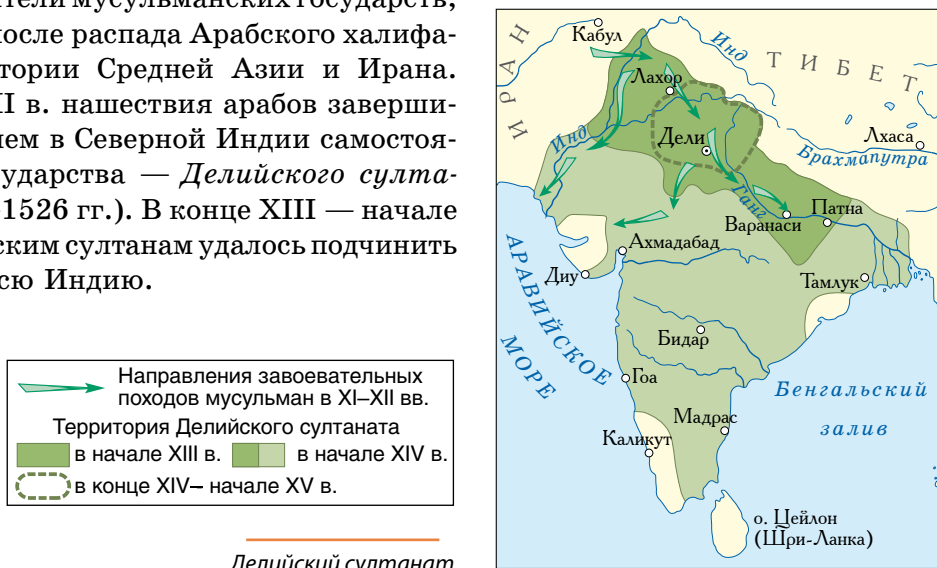 тели мусульманских государств,
после распада Арабского халифа-
тории Средней Азии и Ирана.
II в. нашествия арабов заверши-
ием в Северной Индии самостоя-
ударства — Делийского султа-
1526 гг.). В конце XIII — начале
ским султанам удалось подчинить
сю Индию.
Направления завоевательных
походов мусульман в XI–XII вв.
Территория Делийского султаната
в начале XIII в.
в начале XIV в.
в конце XIV– начале XV в.
Делийский султанат
Кабул
ИРАН
Инд
ТИБЕТ
Лахор
Инд
Дели
Лхаса
Брахмапутра
Ганг
Варанаси
Патна
Ахмадабад
Диу
Тамлук
АРАВИЙСКОЕ
МОРЕ
Бидар
Гоа
Бенгальский
залив
Мадрас
Каликут
о. Цейлон
(Шри-Ланка)